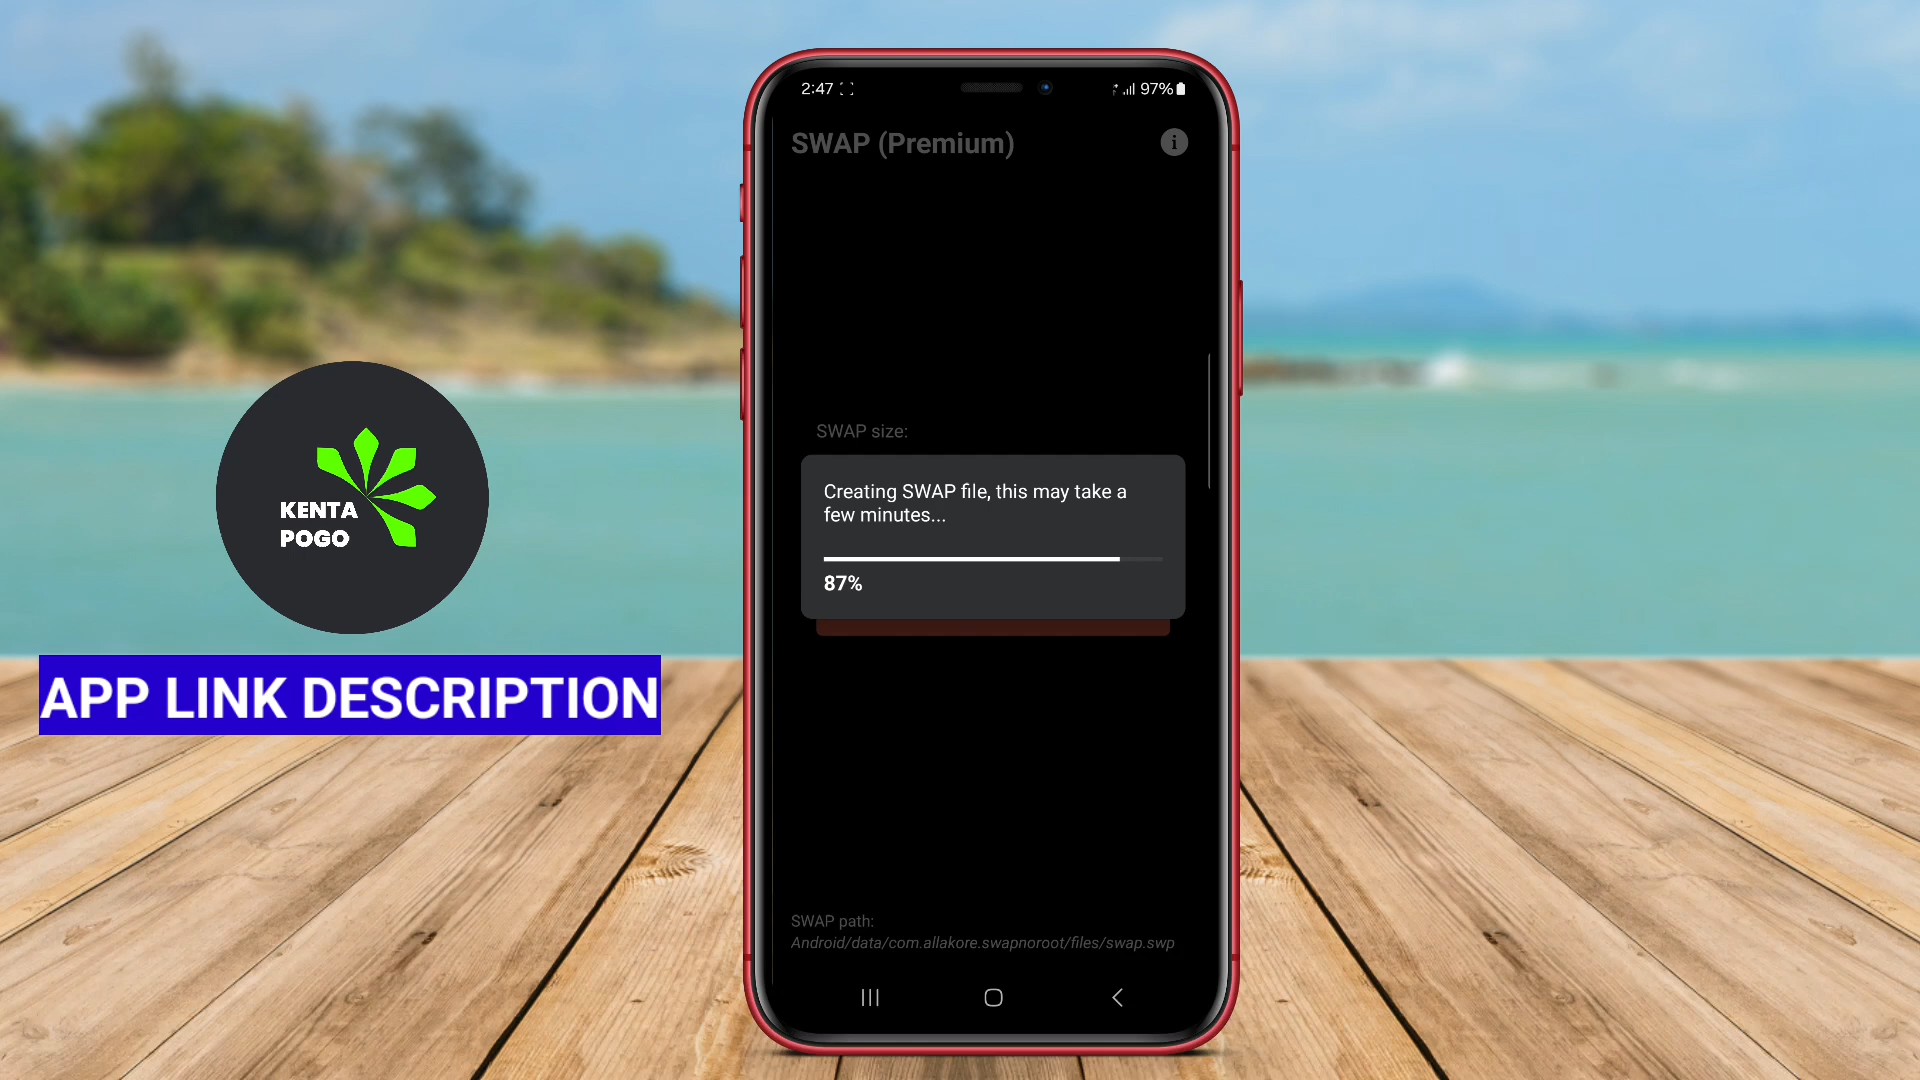 2:47
97%
SWAP (Premium)
SWAP size:
Creating SWAP file, this may take a
few minutes...
87%
KENTA
POGO
APP LINK DESCRIPTION
SWAP path:
Android/data/com.allakore.swapnoroot/files/swap.swp